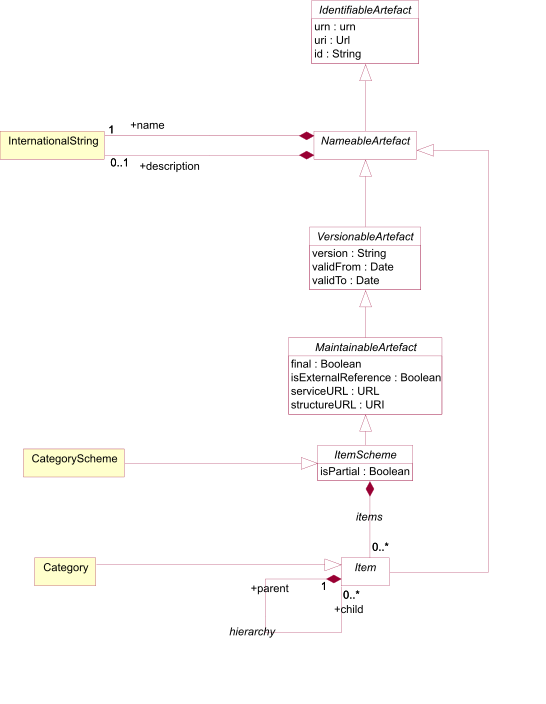 IdentifiableArtefact
urn : urn
uri : Url
id : String
+name
1
InternationalString
NameableArtefact
0..1
+description
VersionableArtefact
version : String
validFrom : Date
validTo : Date
MaintainableArtefact
final : Boolean
isExternalReference : Boolean
serviceURL : URL
structureURL : URI
ItemScheme
CategoryScheme
isPartial : Boolean
items
0..*
Category
Item
+parent
1
0..*
+child
hierarchy